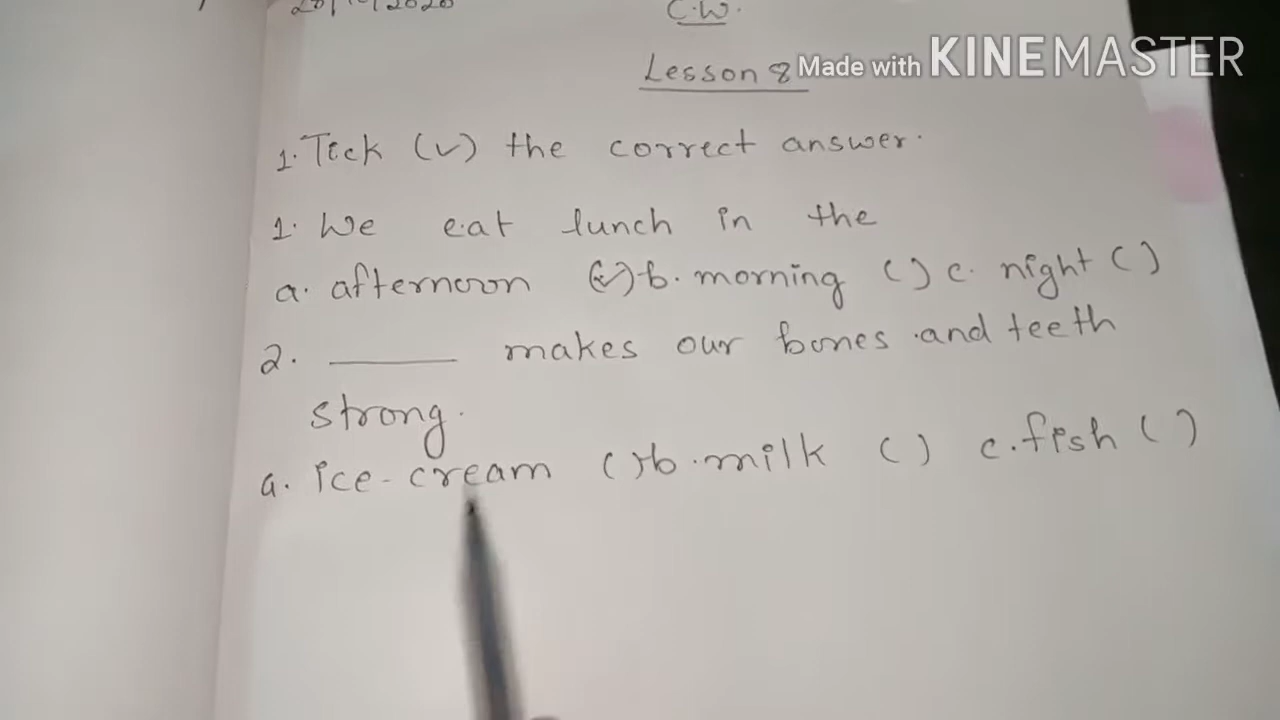 C.W.
Lesson 8
Made with KINEMASTER
1. Tick (✓) the correct answer.
1. We eat lunch in the
a. afternoon (✓) b. morning ( ) c. night ( )
2. ______ makes our bones and teeth
strong.
a. ice-cream ( ) b. milk ( ) c. fish ( )